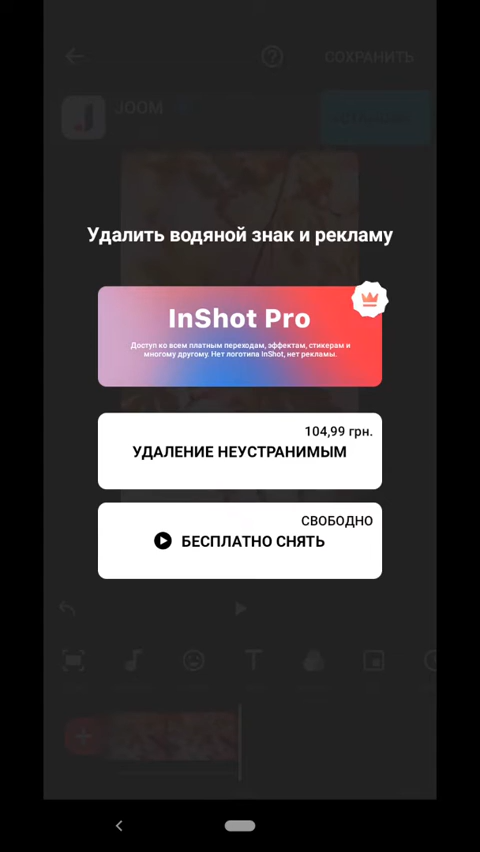 СОХРАНИТЬ
JOOM
Удалить водяной знак и рекламу
InShot Pro
Доступ ко всем платным переходам, эффектам, стикерам и
многому другому. Нет логотипа InShot, нет рекламы.
104,99 грн.
УДАЛЕНИЕ НЕУСТРАНИМЫМ
СВОБОДНО
БЕСПЛАТНО СНЯТЬ